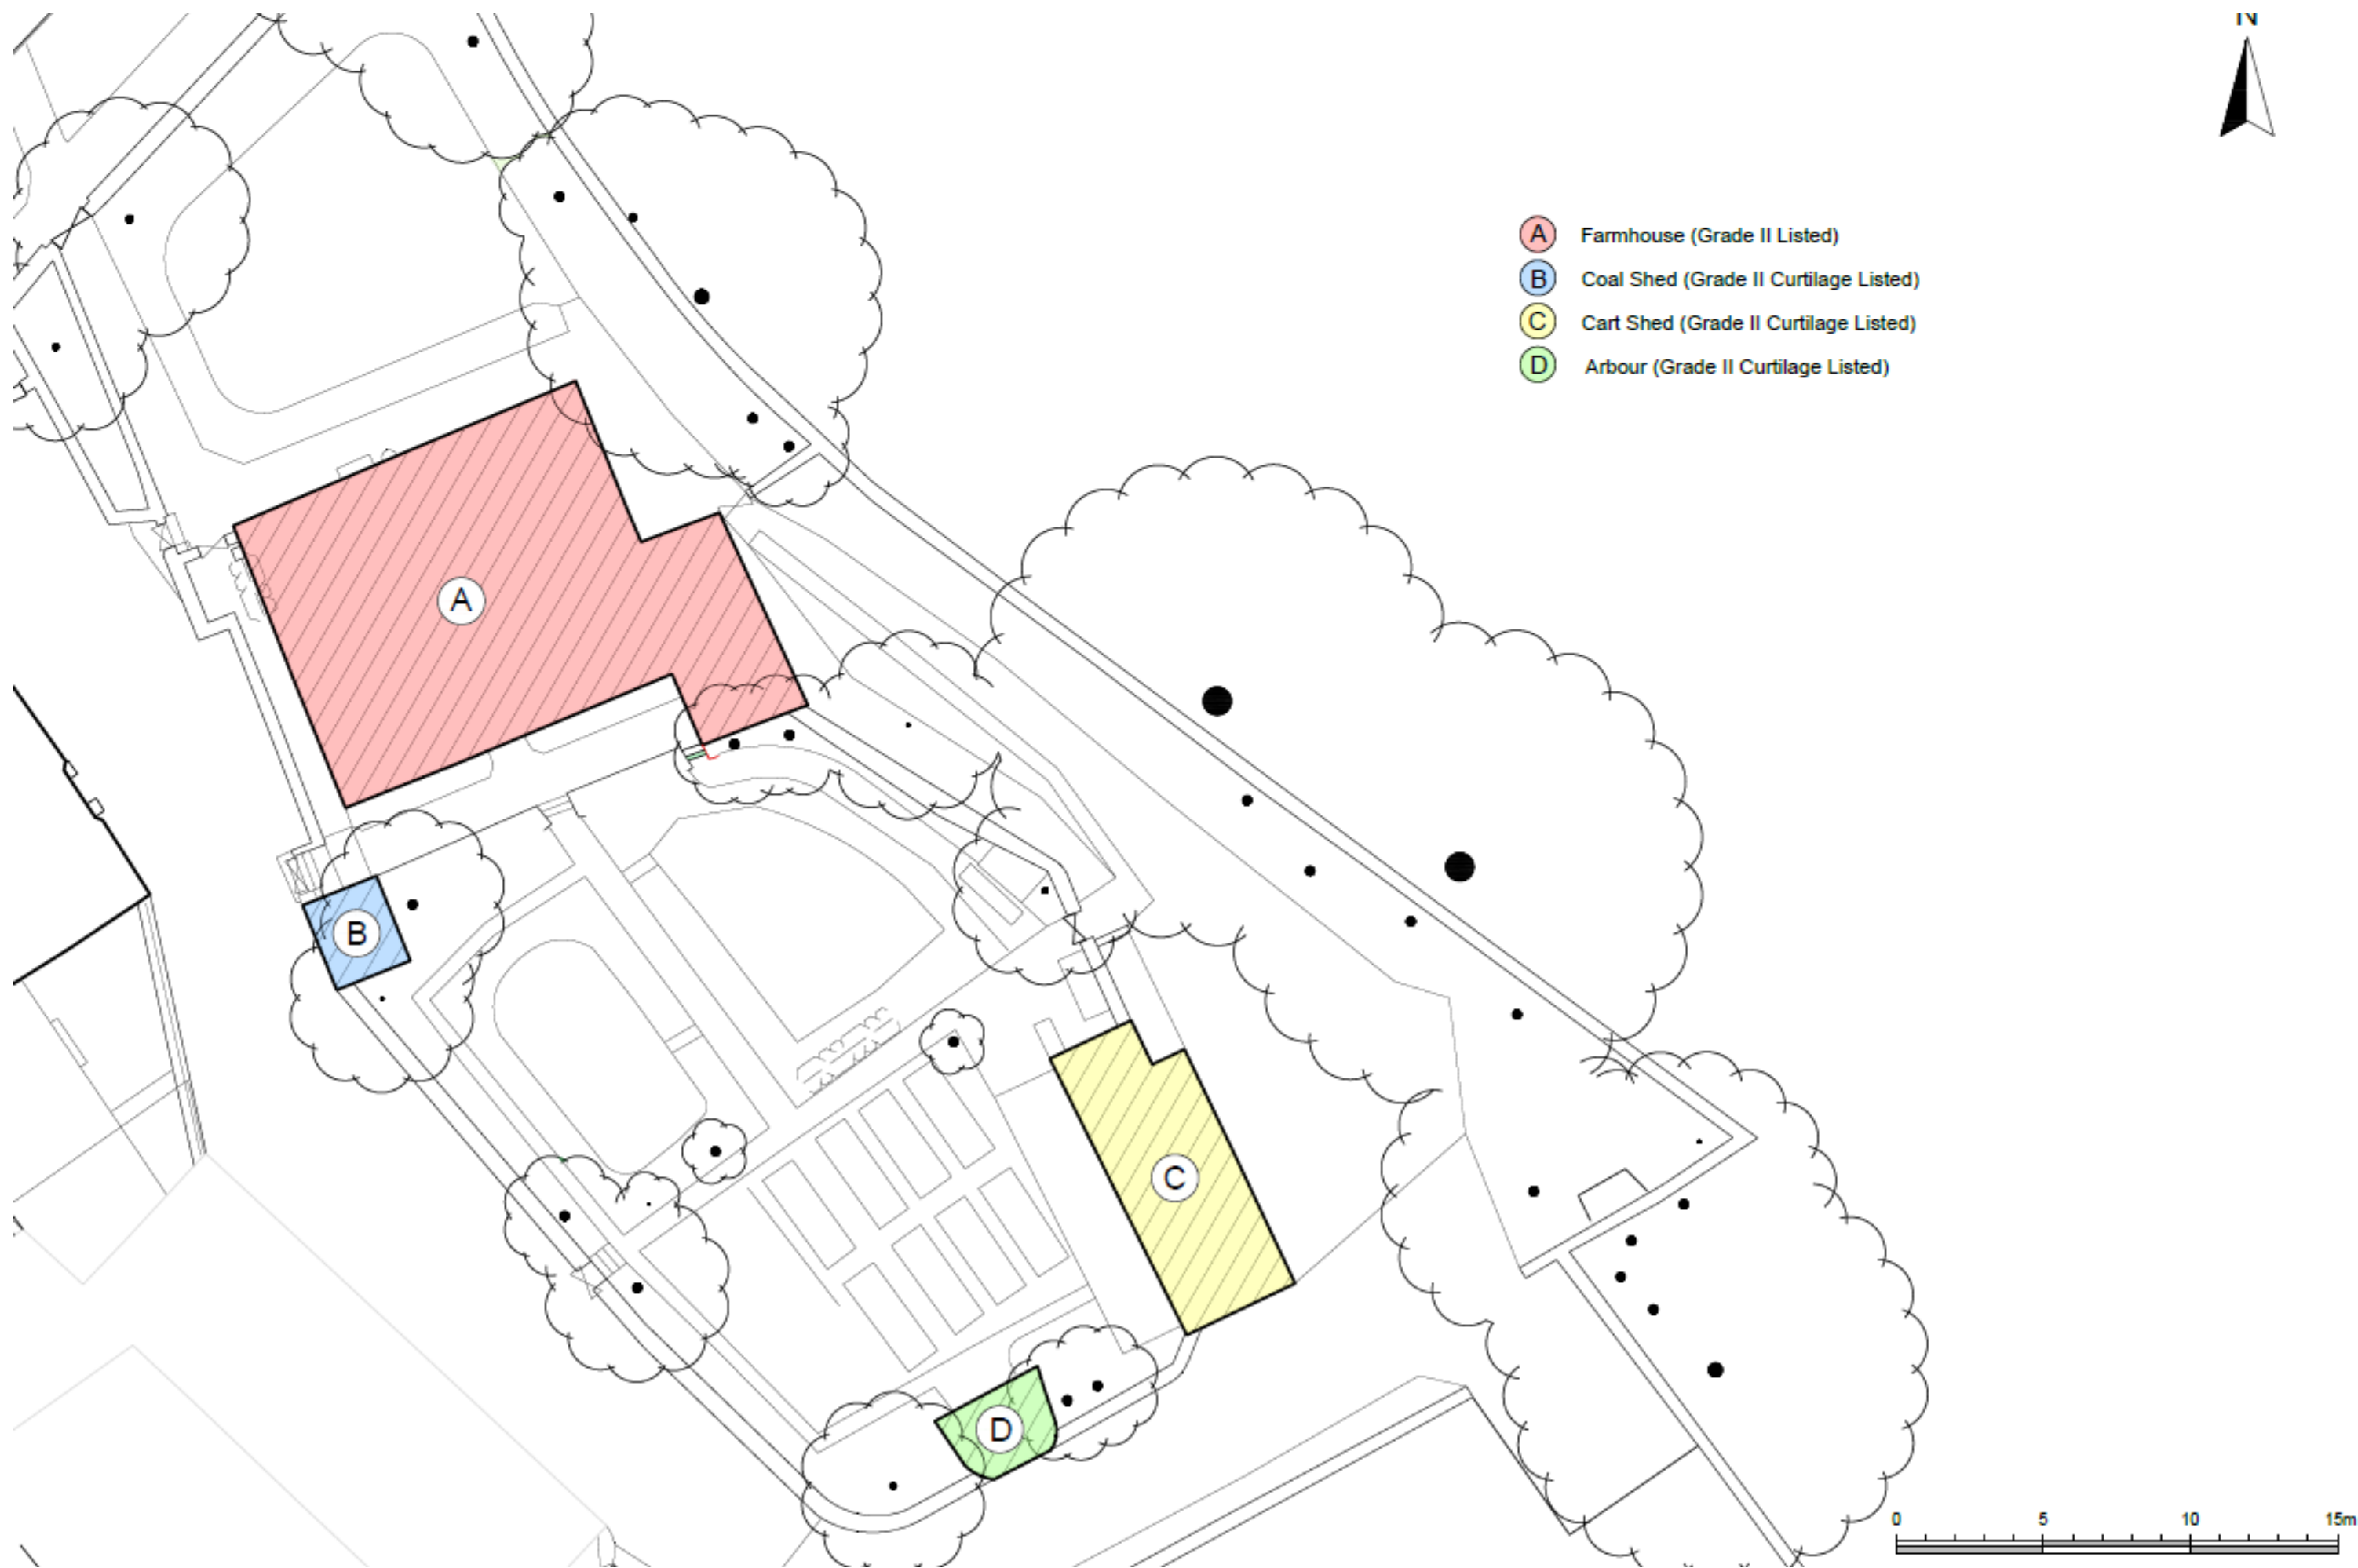 N
A Farmhouse (Grade II Listed)
B Coal Shed (Grade II Curtilage Listed)
C Cart Shed (Grade II Curtilage Listed)
D Arbour (Grade II Curtilage Listed)
A
B
C
D
0 5 10 15m